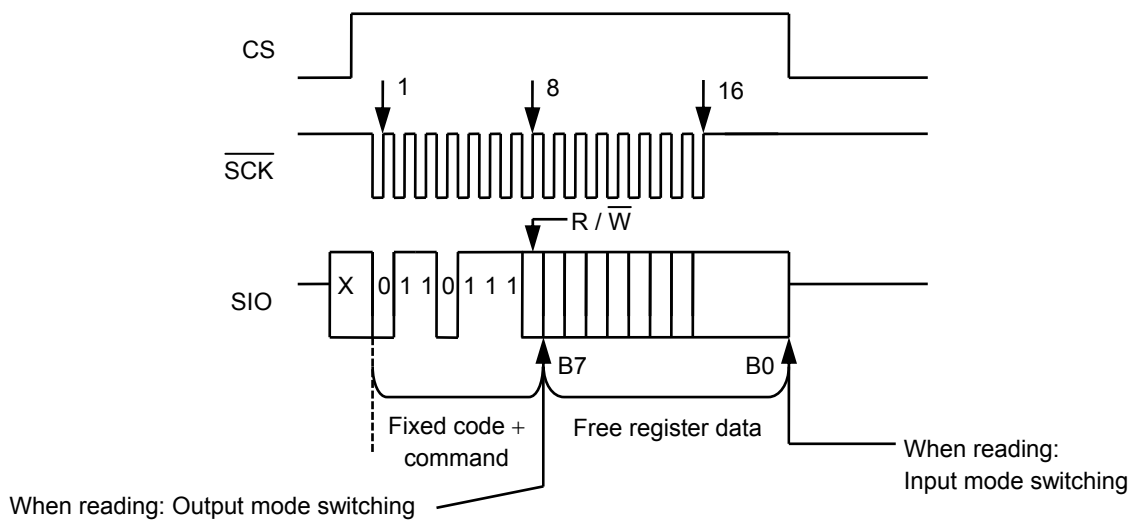 CS
1 8 16
SCK
R / W
X 0 1 1 0 1 1 1
SIO
B7 B0
Fixed code + Free register data
command
When reading:
Input mode switching
When reading: Output mode switching